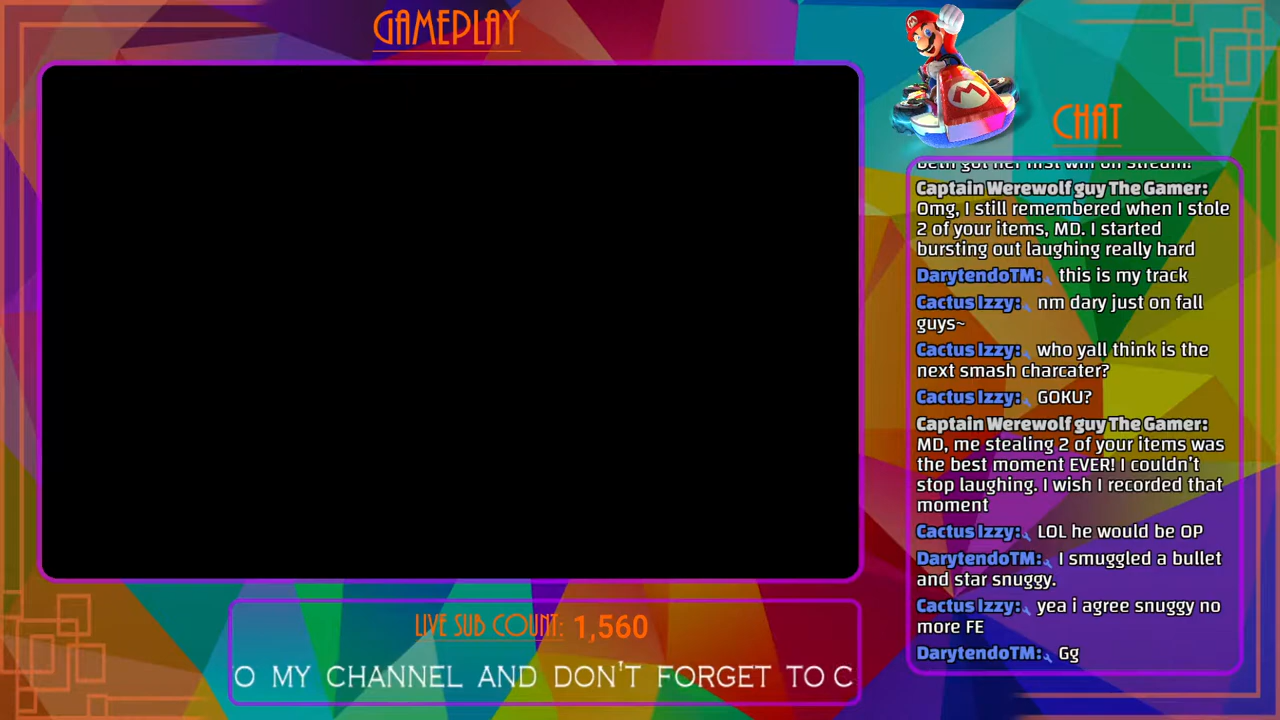 GAMEPLAY
CHAT
Captain Werewolf guy The Gamer:
Omg, I still remembered when I stole
2 of your items, MD. I started
bursting out laughing really hard
DarytendoTM: this is my track
Cactus Izzy: nm dary just on fall
guys~
Cactus Izzy: who yall think is the
next smash charcater?
Cactus Izzy: GOKU?
Captain Werewolf guy The Gamer:
MD, me stealing 2 of your items was
the best moment EVER! I couldn't
stop laughing. I wish I recorded that
moment
Cactus Izzy: LOL he would be OP
DarytendoTM: I smuggled a bullet
and star snuggy.
Cactus Izzy: yea i agree snuggy no
more FE
DarytendoTM: Gg
LIVE SUB COUNT: 1,560
O MY CHANNEL AND DON'T FORGET TO C